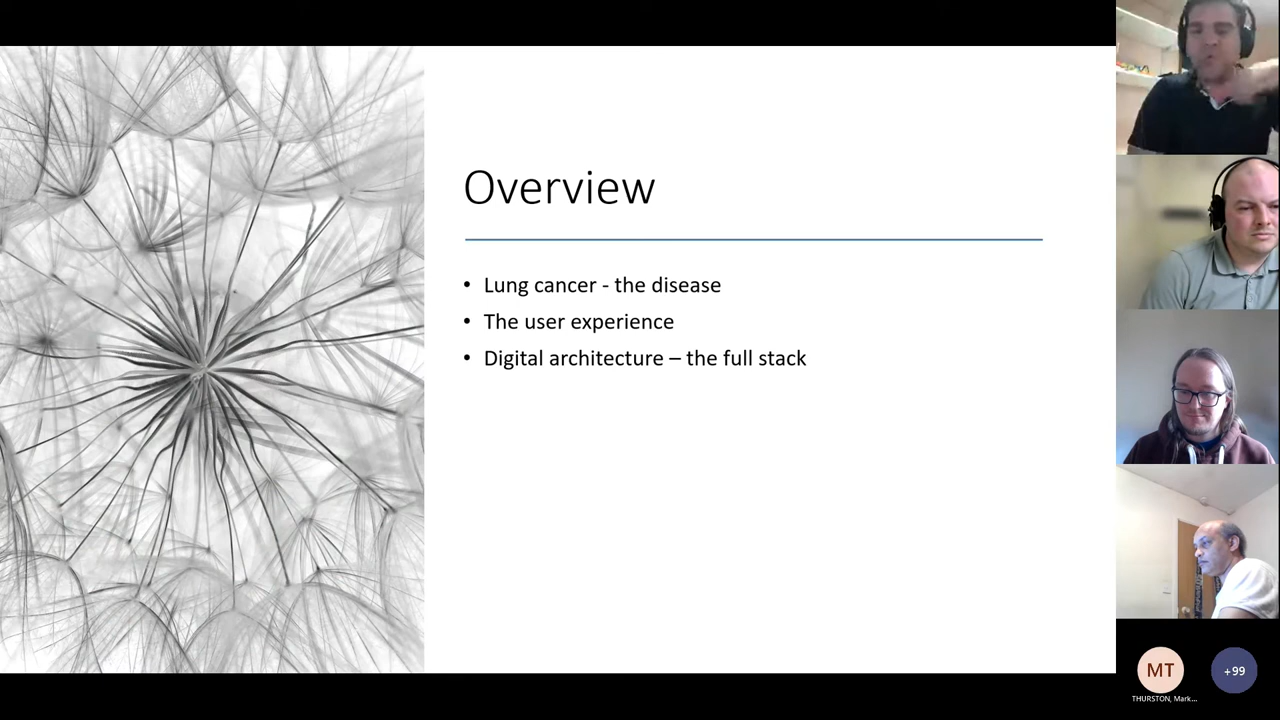 Overview
• Lung cancer - the disease
• The user experience
• Digital architecture – the full stack
MT
+99
THURSTON, Mark...